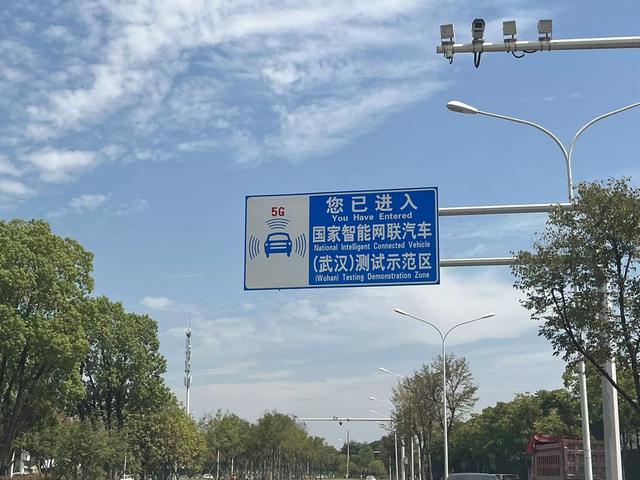 5G
您已进入
You Have Entered
国家智能网联汽车
National Intelligent Connected Vehicle
(武汉)测试示范区
(Wuhan) Testing Demonstration Zone